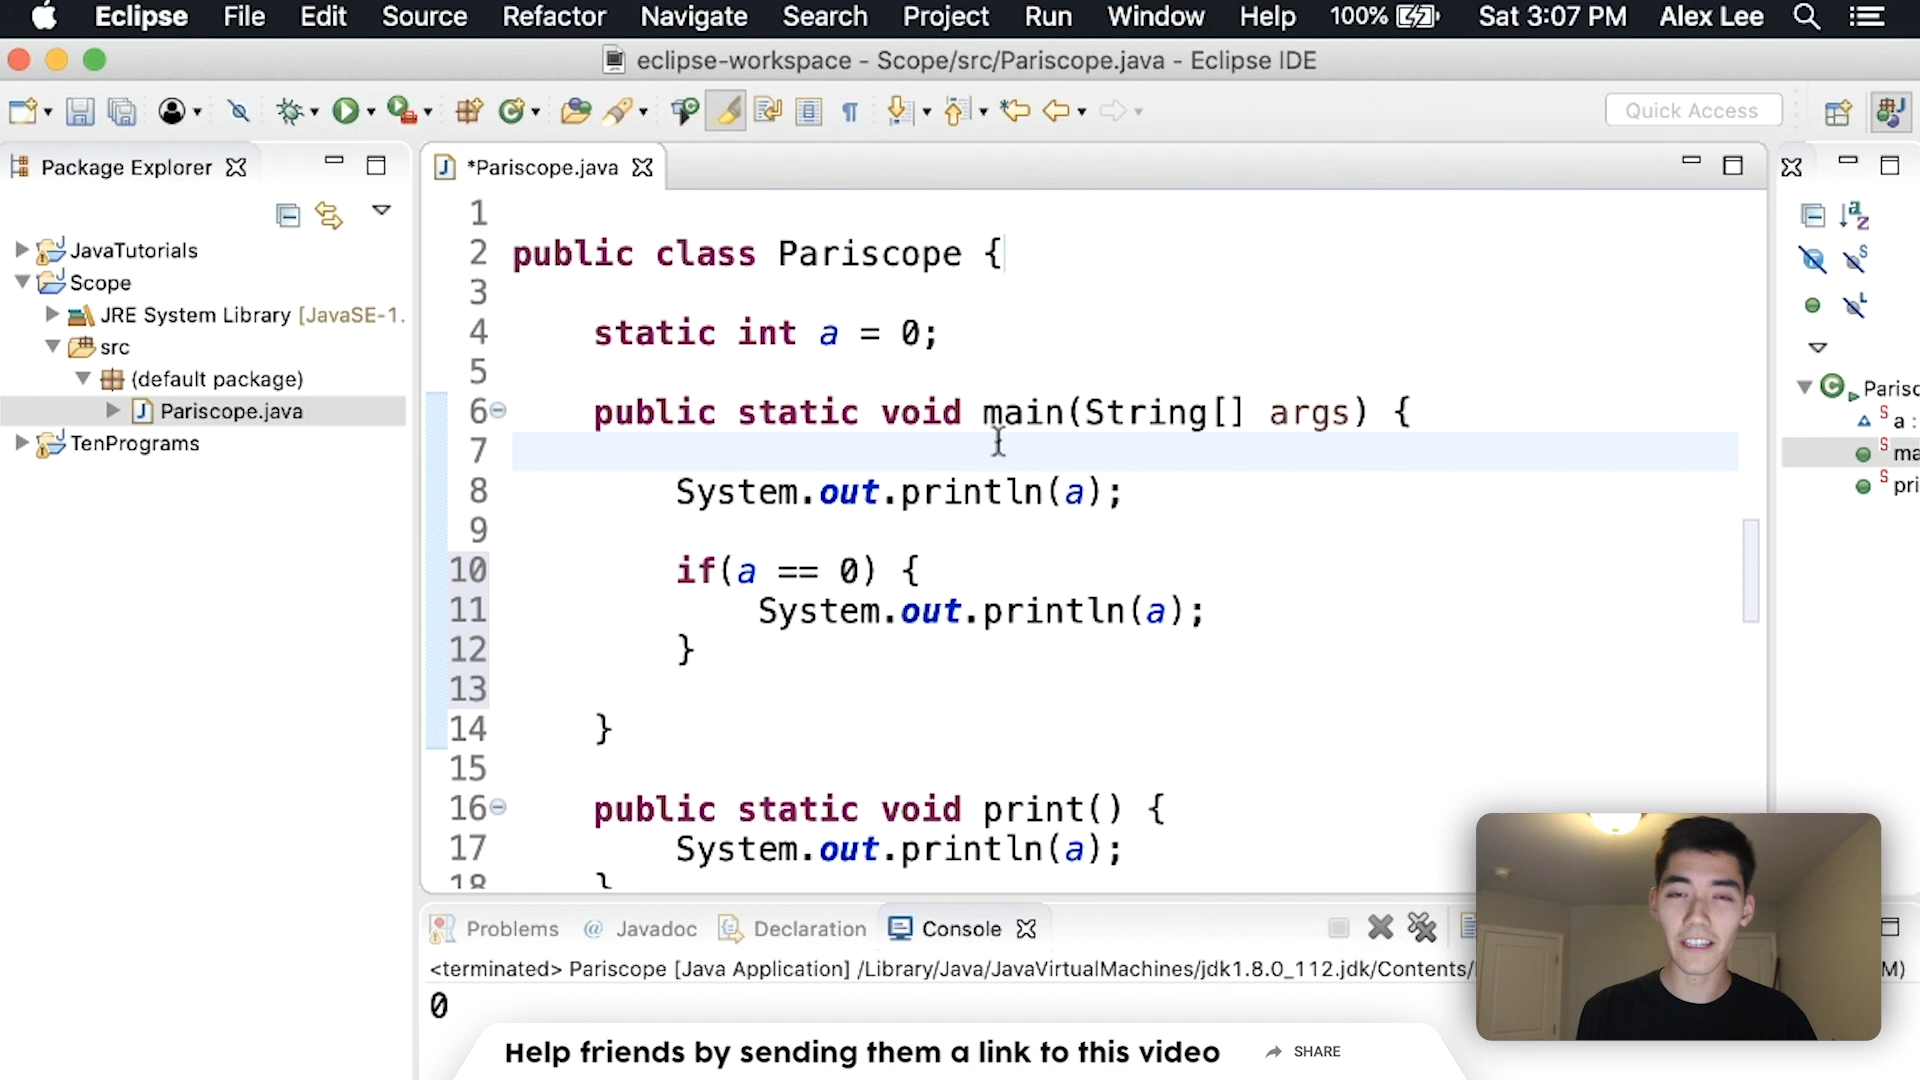 Eclipse File Edit Source Refactor Navigate Search Project Run Window Help 100% Sat 3:07 PM Alex Lee
eclipse-workspace - Scope/src/Pariscope.java - Eclipse IDE
Quick Access
Package Explorer
*Pariscope.java
JavaTutorials
Scope
JRE System Library [JavaSE-1.
src
(default package)
Pariscope.java
TenPrograms
1
2 public class Pariscope {
3
4 static int a = 0;
5
6 public static void main(String[] args) {
7
8 System.out.println(a);
9
10 if(a == 0) {
11 System.out.println(a);
12 }
13
14 }
15
16 public static void print() {
17 System.out.println(a);
18 }
Parisc
S a :
S ma
S pri
Problems @ Javadoc Declaration Console
<terminated> Pariscope [Java Application] /Library/Java/JavaVirtualMachines/jdk1.8.0_112.jdk/Contents/
M)
0
Help friends by sending them a link to this video SHARE